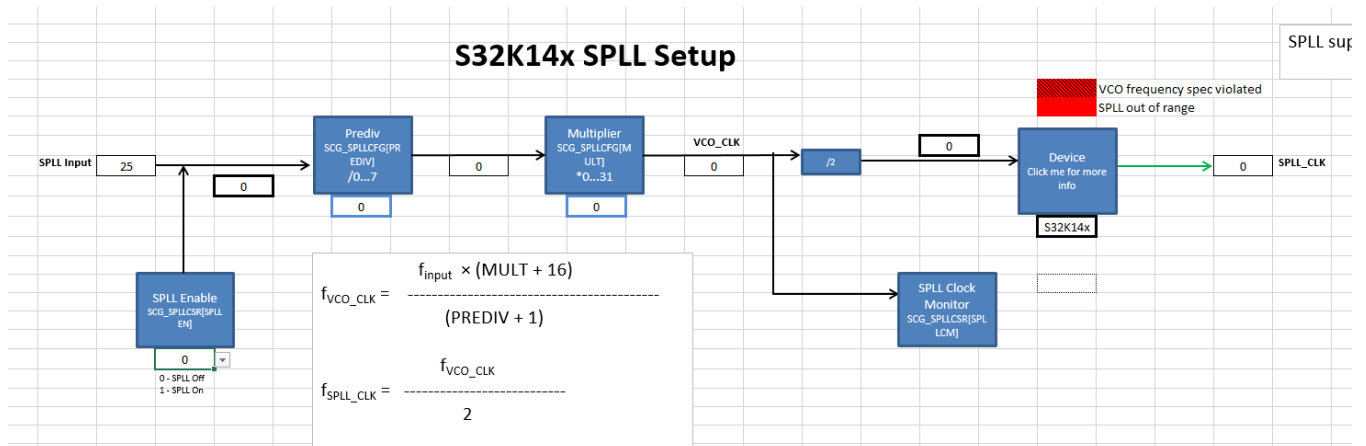 S32K14x SPLL Setup
SPLL sup
VCO frequency spec violated
SPLL out of range
SPLL Input
25
0
Prediv
SCG_SPLLCFG[PR
EDIV]
/0...7
0
0
Multiplier
SCG_SPLLCFG[M
ULT]
*0...31
0
VCO_CLK
0
/2
0
Device
Click me for more
info
S32K14x
0
SPLL_CLK
SPLL Enable
SCG_SPLLCSR[SPLL
EN]
0
0 - SPLL Off
1 - SPLL On
f_input × (MULT + 16)
f_VCO_CLK = ------------------------------------------
(PREDIV + 1)
f_VCO_CLK
f_SPLL_CLK = ---------------------------
2
SPLL Clock
Monitor
SCG_SPLLCSR[SPL
LCM]